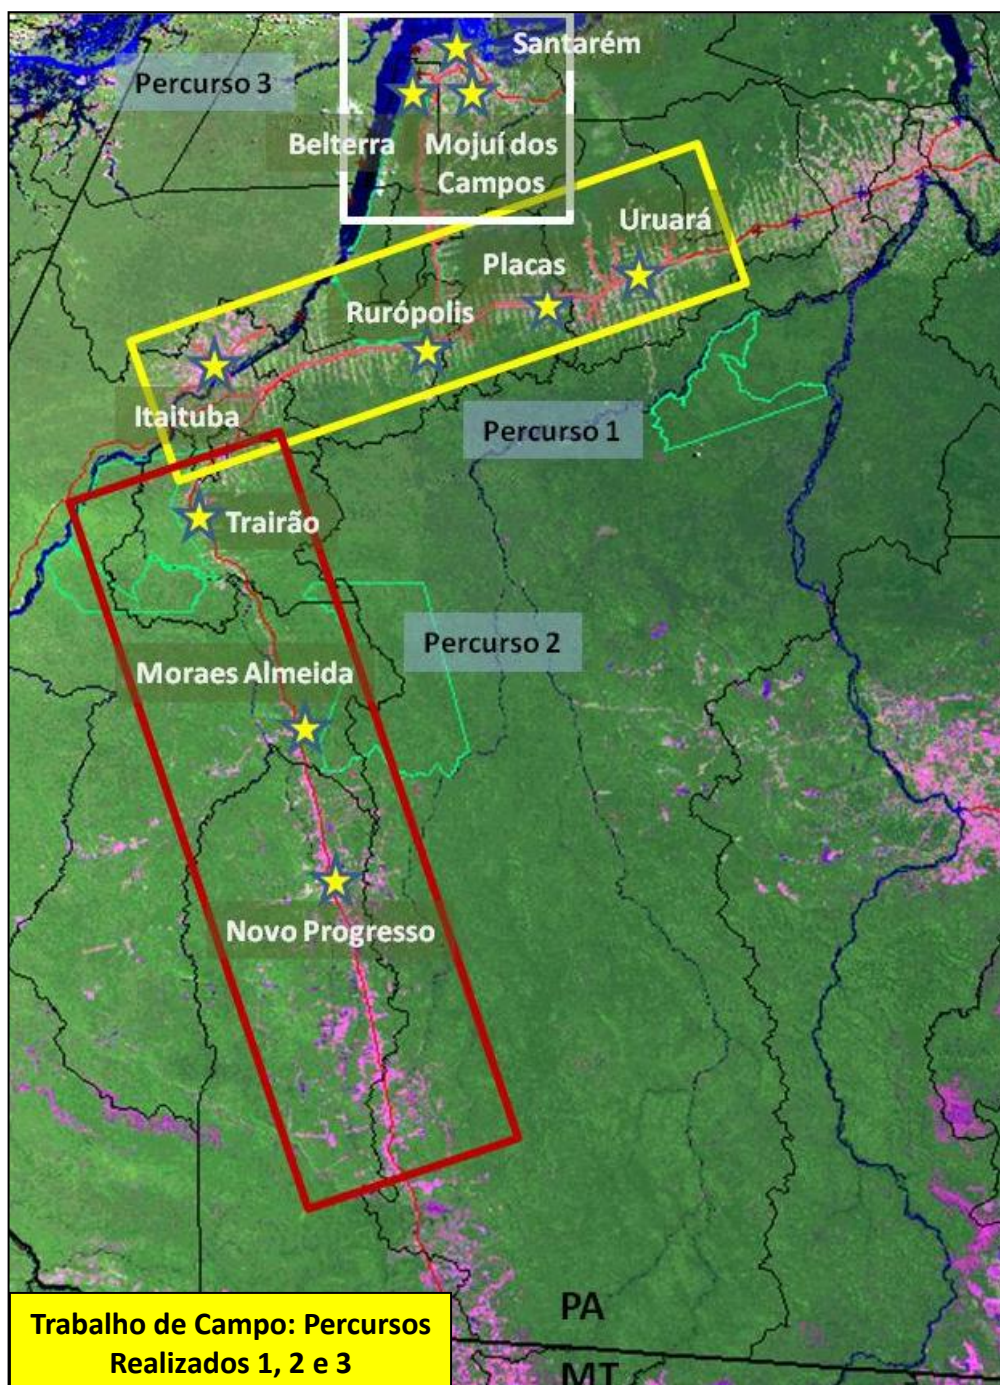 Santarém
Percurso 3
Belterra
Mojuí dos
Campos
Uruará
Placas
Rurópolis
Itaituba
Percurso 1
Trairão
Percurso 2
Moraes Almeida
Novo Progresso
PA
MT
Trabalho de Campo: Percursos
Realizados 1, 2 e 3